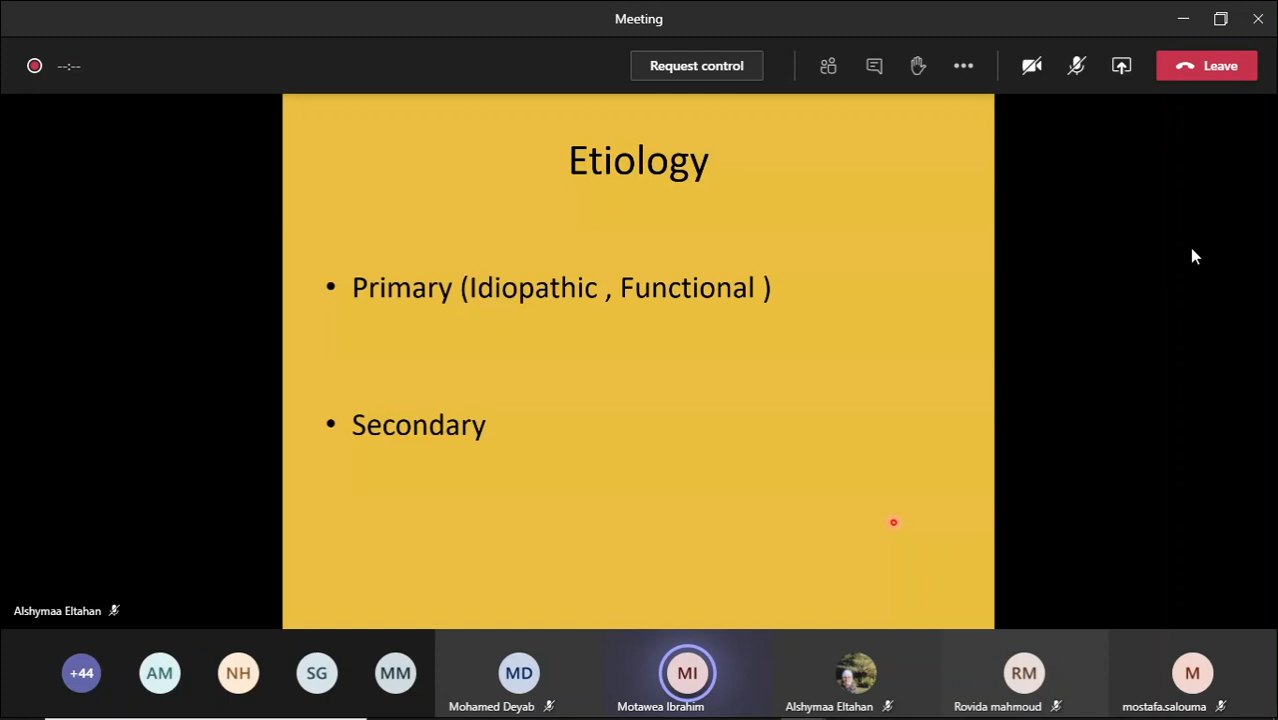 Meeting
--:--
Request control
Leave
Etiology
• Primary (Idiopathic , Functional )
• Secondary
Alshymaa Eltahan
+44
AM
NH
SG
MM
MD
MI
RM
M
Mohamed Deyab
Motawea Ibrahim
Alshymaa Eltahan
Rovida mahmoud
mostafa.salouma